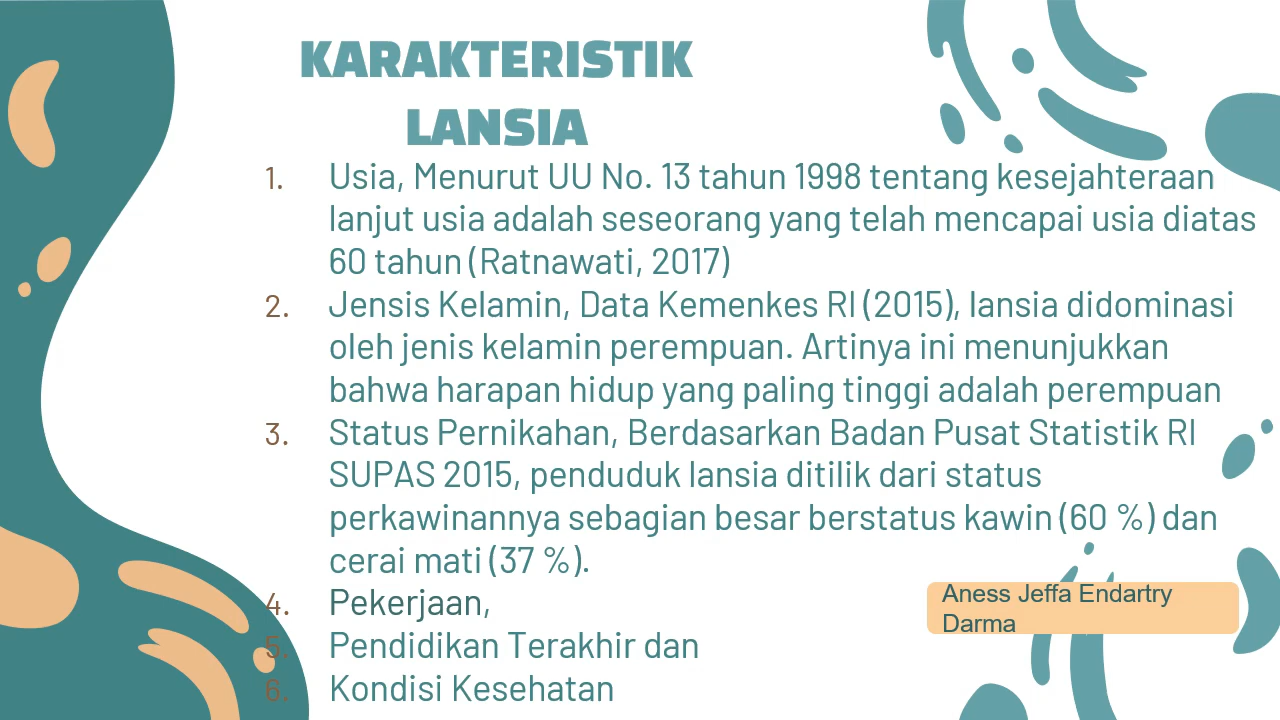 KARAKTERISTIK
LANSIA
1. Usia, Menurut UU No. 13 tahun 1998 tentang kesejahteraan
lanjut usia adalah seseorang yang telah mencapai usia diatas
60 tahun (Ratnawati, 2017)
2. Jensis Kelamin, Data Kemenkes RI (2015), lansia didominasi
oleh jenis kelamin perempuan. Artinya ini menunjukkan
bahwa harapan hidup yang paling tinggi adalah perempuan
3. Status Pernikahan, Berdasarkan Badan Pusat Statistik RI
SUPAS 2015, penduduk lansia ditilik dari status
perkawinannya sebagian besar berstatus kawin (60 %) dan
cerai mati (37 %).
4. Pekerjaan,
5. Pendidikan Terakhir dan
6. Kondisi Kesehatan
Aness Jeffa Endartry
Darma